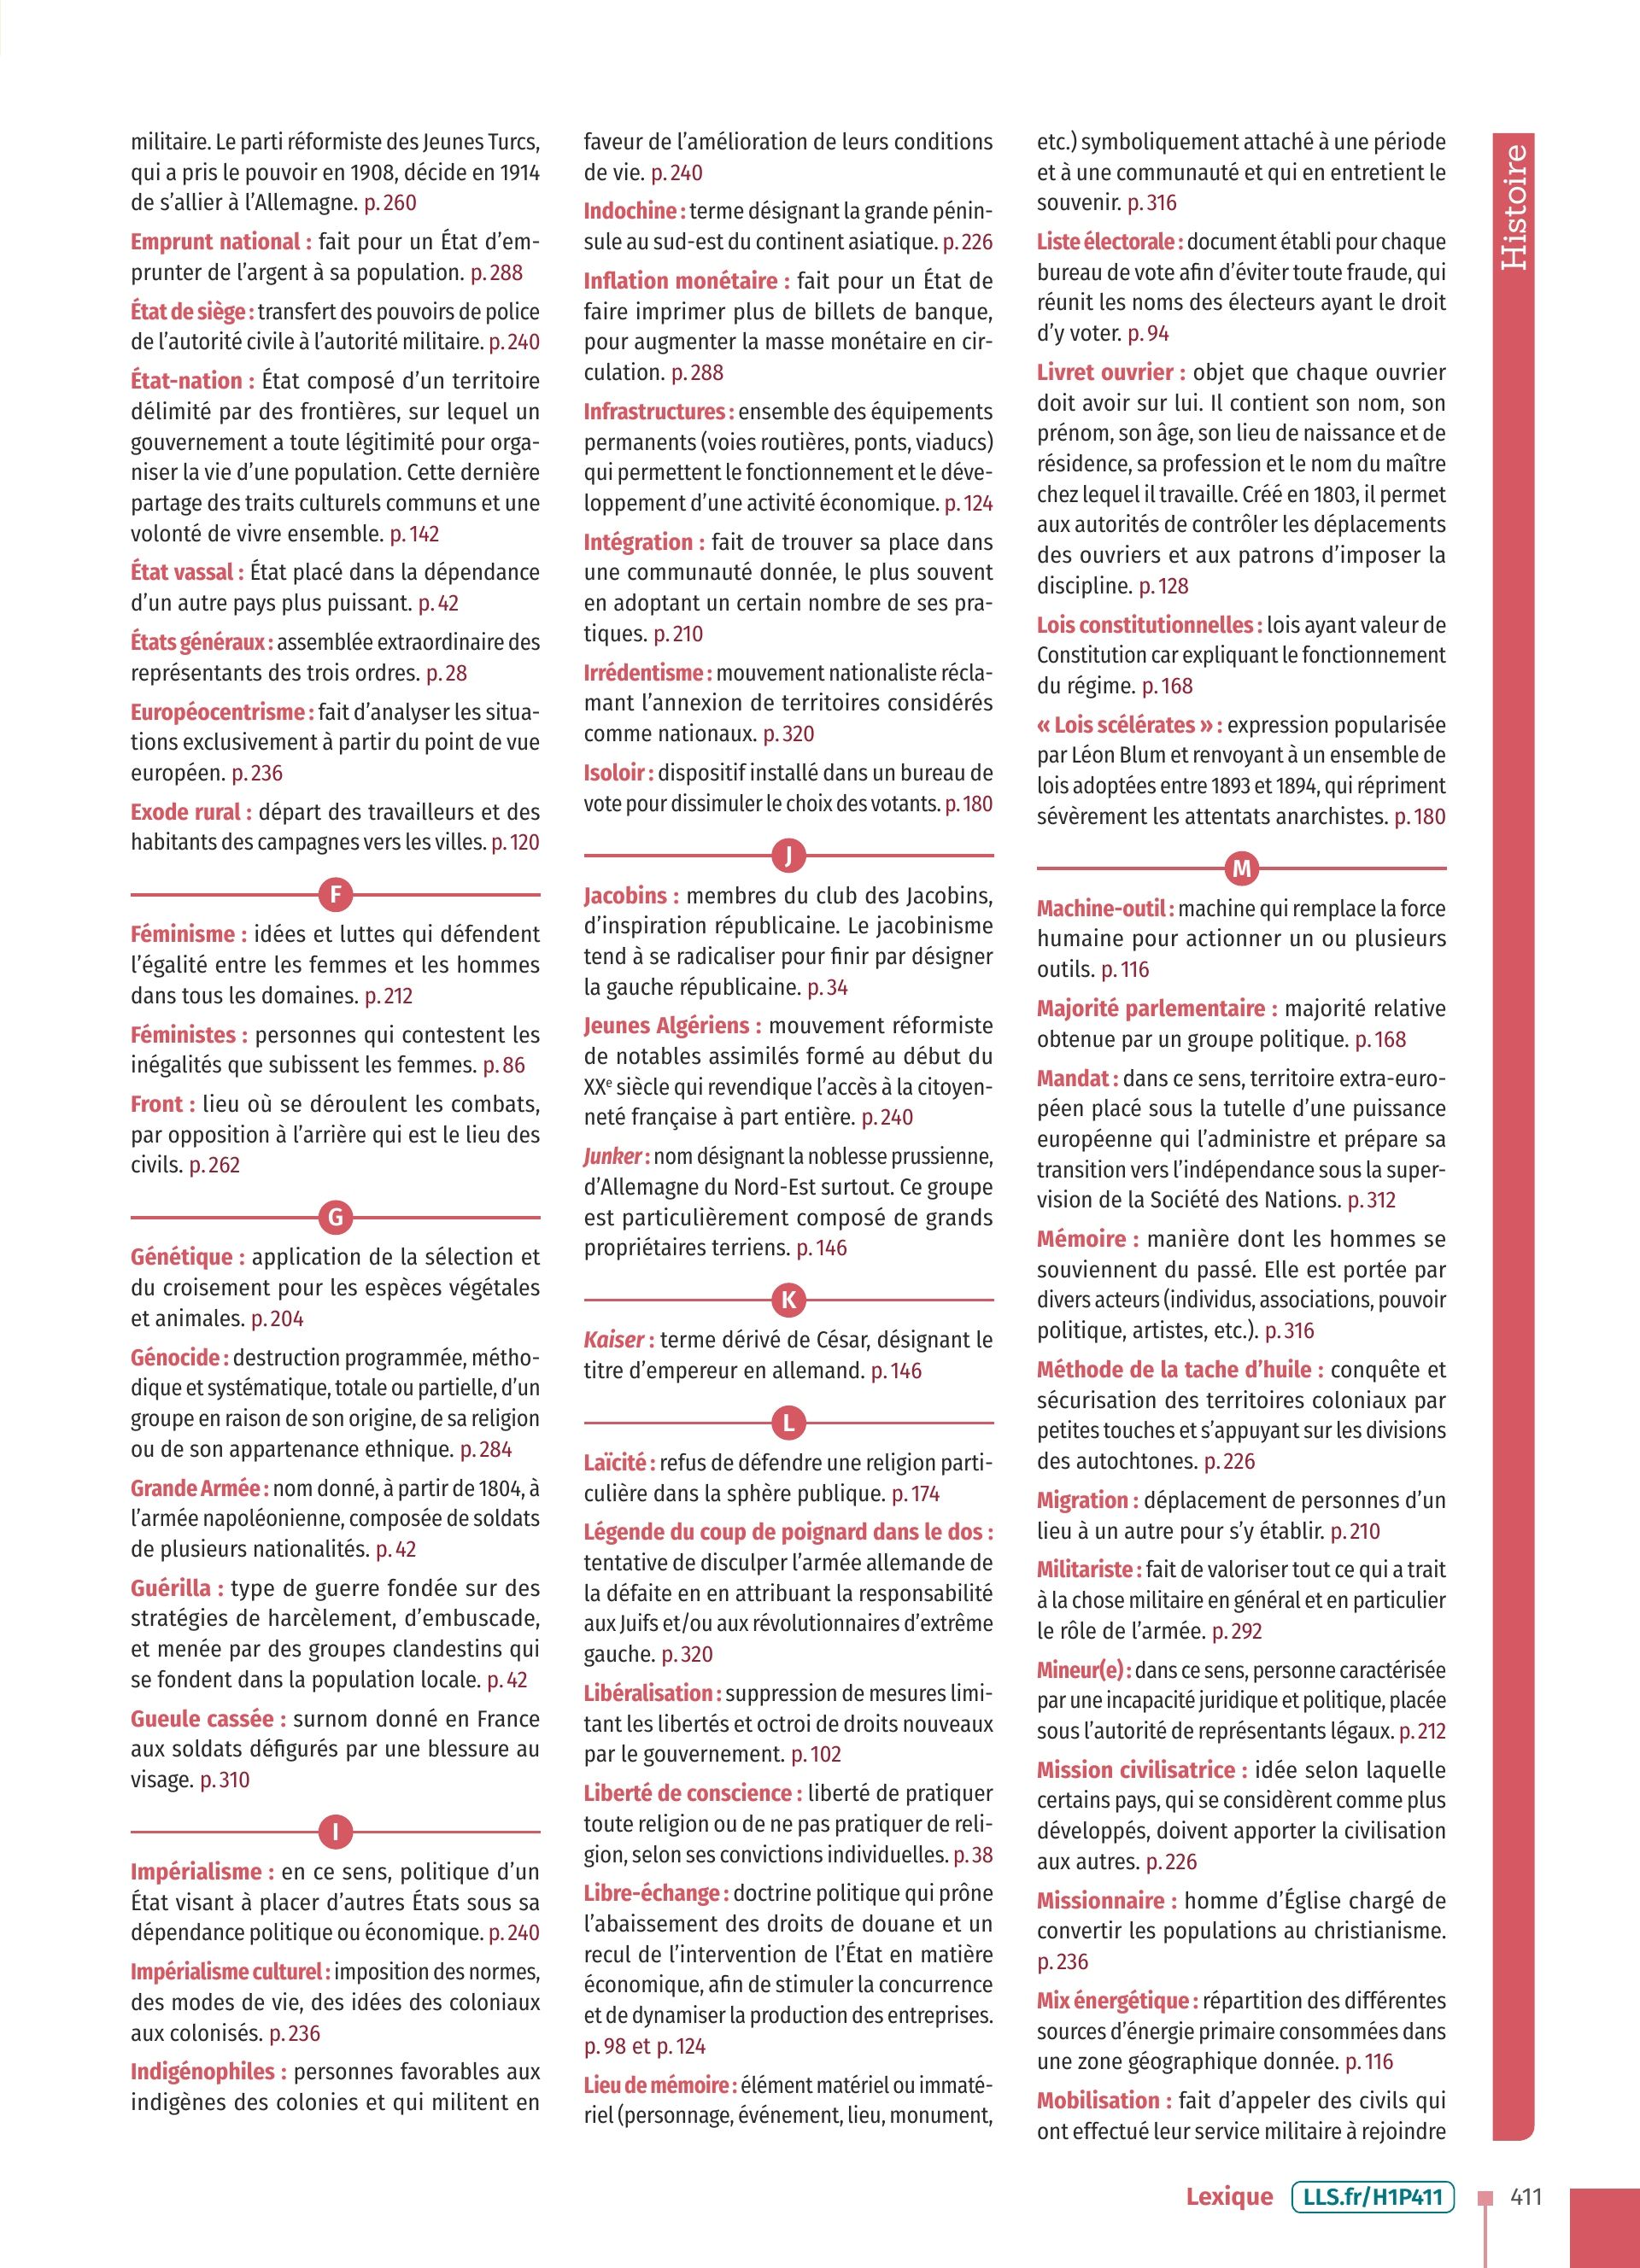 militaire. Le parti réformiste des Jeunes Turcs,
qui a pris le pouvoir en 1908, décide en 1914
de s’allier à l’Allemagne. p. 260
Emprunt national : fait pour un État d’em-
prunter de l’argent à sa population. p. 288
État de siège : transfert des pouvoirs de police
de l’autorité civile à l’autorité militaire. p. 240
État-nation : État composé d’un territoire
délimité par des frontières, sur lequel un
gouvernement a toute légitimité pour orga-
niser la vie d’une population. Cette dernière
partage des traits culturels communs et une
volonté de vivre ensemble. p. 142
État vassal : État placé dans la dépendance
d’un autre pays plus puissant. p. 42
États généraux : assemblée extraordinaire des
représentants des trois ordres. p. 28
Européocentrisme : fait d’analyser les situa-
tions exclusivement à partir du point de vue
européen. p. 236
Exode rural : départ des travailleurs et des
habitants des campagnes vers les villes. p. 120
F
Féminisme : idées et luttes qui défendent
l’égalité entre les femmes et les hommes
dans tous les domaines. p. 212
Féministes : personnes qui contestent les
inégalités que subissent les femmes. p. 86
Front : lieu où se déroulent les combats,
par opposition à l’arrière qui est le lieu des
civils. p. 262
G
Génétique : application de la sélection et
du croisement pour les espèces végétales
et animales. p. 204
Génocide : destruction programmée, métho-
dique et systématique, totale ou partielle, d’un
groupe en raison de son origine, de sa religion
ou de son appartenance ethnique. p. 284
Grande Armée : nom donné, à partir de 1804, à
l’armée napoléonienne, composée de soldats
de plusieurs nationalités. p. 42
Guérilla : type de guerre fondée sur des
stratégies de harcèlement, d’embuscade,
et menée par des groupes clandestins qui
se fondent dans la population locale. p. 42
Gueule cassée : surnom donné en France
aux soldats défigurés par une blessure au
visage. p. 310
I
Impérialisme : en ce sens, politique d’un
État visant à placer d’autres États sous sa
dépendance politique ou économique. p. 240
Impérialisme culturel : imposition des normes,
des modes de vie, des idées des coloniaux
aux colonisés. p. 236
Indigénophiles : personnes favorables aux
indigènes des colonies et qui militent en
faveur de l’amélioration de leurs conditions
de vie. p. 240
Indochine : terme désignant la grande pénin-
sule au sud-est du continent asiatique. p. 226
Inflation monétaire : fait pour un État de
faire imprimer plus de billets de banque,
pour augmenter la masse monétaire en cir-
culation. p. 288
Infrastructures : ensemble des équipements
permanents (voies routières, ponts, viaducs)
qui permettent le fonctionnement et le déve-
loppement d’une activité économique. p. 124
Intégration : fait de trouver sa place dans
une communauté donnée, le plus souvent
en adoptant un certain nombre de ses pra-
tiques. p. 210
Irrédentisme : mouvement nationaliste récla-
mant l’annexion de territoires considérés
comme nationaux. p. 320
Isoloir : dispositif installé dans un bureau de
vote pour dissimuler le choix des votants. p. 180
J
Jacobins : membres du club des Jacobins,
d’inspiration républicaine. Le jacobinisme
tend à se radicaliser pour finir par désigner
la gauche républicaine. p. 34
Jeunes Algériens : mouvement réformiste
de notables assimilés formé au début du
XXe siècle qui revendique l’accès à la citoyen-
neté française à part entière. p. 240
Junker : nom désignant la noblesse prussienne,
d’Allemagne du Nord-Est surtout. Ce groupe
est particulièrement composé de grands
propriétaires terriens. p. 146
K
Kaiser : terme dérivé de César, désignant le
titre d’empereur en allemand. p. 146
L
Laïcité : refus de défendre une religion parti-
culière dans la sphère publique. p. 174
Légende du coup de poignard dans le dos :
tentative de disculper l’armée allemande de
la défaite en en attribuant la responsabilité
aux Juifs et/ou aux révolutionnaires d’extrême
gauche. p. 320
Libéralisation : suppression de mesures limi-
tant les libertés et octroi de droits nouveaux
par le gouvernement. p. 102
Liberté de conscience : liberté de pratiquer
toute religion ou de ne pas pratiquer de reli-
gion, selon ses convictions individuelles. p. 38
Libre-échange : doctrine politique qui prône
l’abaissement des droits de douane et un
recul de l’intervention de l’État en matière
économique, afin de stimuler la concurrence
et de dynamiser la production des entreprises.
p. 98 et p. 124
Lieu de mémoire : élément matériel ou immaté-
riel (personnage, événement, lieu, monument,
etc.) symboliquement attaché à une période
et à une communauté et qui en entretient le
souvenir. p. 316
Liste électorale : document établi pour chaque
bureau de vote afin d’éviter toute fraude, qui
réunit les noms des électeurs ayant le droit
d’y voter. p. 94
Livret ouvrier : objet que chaque ouvrier
doit avoir sur lui. Il contient son nom, son
prénom, son âge, son lieu de naissance et de
résidence, sa profession et le nom du maître
chez lequel il travaille. Créé en 1803, il permet
aux autorités de contrôler les déplacements
des ouvriers et aux patrons d’imposer la
discipline. p. 128
Lois constitutionnelles : lois ayant valeur de
Constitution car expliquant le fonctionnement
du régime. p. 168
« Lois scélérates » : expression popularisée
par Léon Blum et renvoyant à un ensemble de
lois adoptées entre 1893 et 1894, qui répriment
sévèrement les attentats anarchistes. p. 180
M
Machine-outil : machine qui remplace la force
humaine pour actionner un ou plusieurs
outils. p. 116
Majorité parlementaire : majorité relative
obtenue par un groupe politique. p. 168
Mandat : dans ce sens, territoire extra-euro-
péen placé sous la tutelle d’une puissance
européenne qui l’administre et prépare sa
transition vers l’indépendance sous la super-
vision de la Société des Nations. p. 312
Mémoire : manière dont les hommes se
souviennent du passé. Elle est portée par
divers acteurs (individus, associations, pouvoir
politique, artistes, etc.). p. 316
Méthode de la tache d’huile : conquête et
sécurisation des territoires coloniaux par
petites touches et s’appuyant sur les divisions
des autochtones. p. 226
Migration : déplacement de personnes d’un
lieu à un autre pour s’y établir. p. 210
Militariste : fait de valoriser tout ce qui a trait
à la chose militaire en général et en particulier
le rôle de l’armée. p. 292
Mineur(e) : dans ce sens, personne caractérisée
par une incapacité juridique et politique, placée
sous l’autorité de représentants légaux. p. 212
Mission civilisatrice : idée selon laquelle
certains pays, qui se considèrent comme plus
développés, doivent apporter la civilisation
aux autres. p. 226
Missionnaire : homme d’Église chargé de
convertir les populations au christianisme.
p. 236
Mix énergétique : répartition des différentes
sources d’énergie primaire consommées dans
une zone géographique donnée. p. 116
Mobilisation : fait d’appeler des civils qui
ont effectué leur service militaire à rejoindre
Histoire
Lexique LLS.fr/H1P411 411